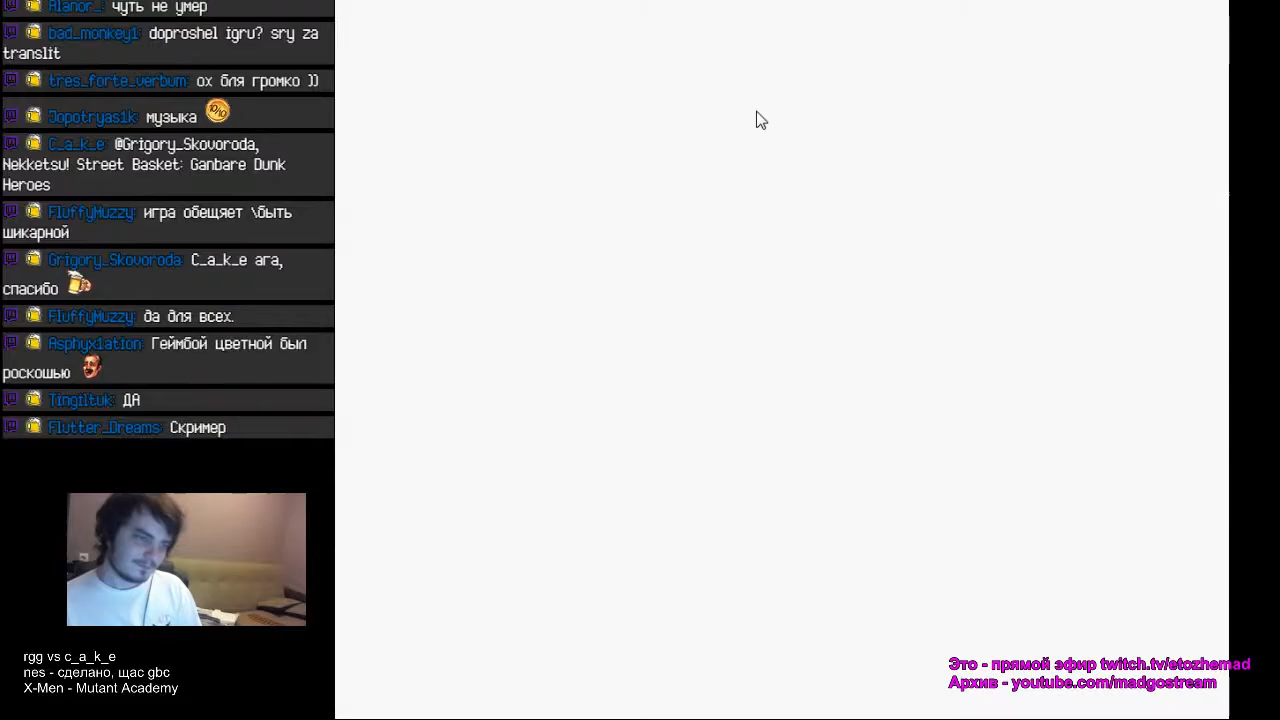 Alanor_: чуть не умер
bad_monkey1: doproshel igru? sry za
translit
tres_forte_verbum: ох бля громко ))
Jopotryas1k: музыка
C_a_k_e: @Grigory_Skovoroda,
Nekketsu! Street Basket: Ganbare Dunk
Heroes
FluffyMuzzy: игра обещяет \быть
шикарной
Grigory_Skovoroda: C_a_k_e ага,
спасибо
FluffyMuzzy: да для всех.
Asphyx1ation: Геймбой цветной был
роскошью
Tingiltuk: ДА
Flutter_Dreams: Скример
rgg vs c_a_k_e
nes - сделано, щас gbc
X-Men - Mutant Academy
Это - прямой эфир twitch.tv/etozhemad
Архив - youtube.com/madgostream